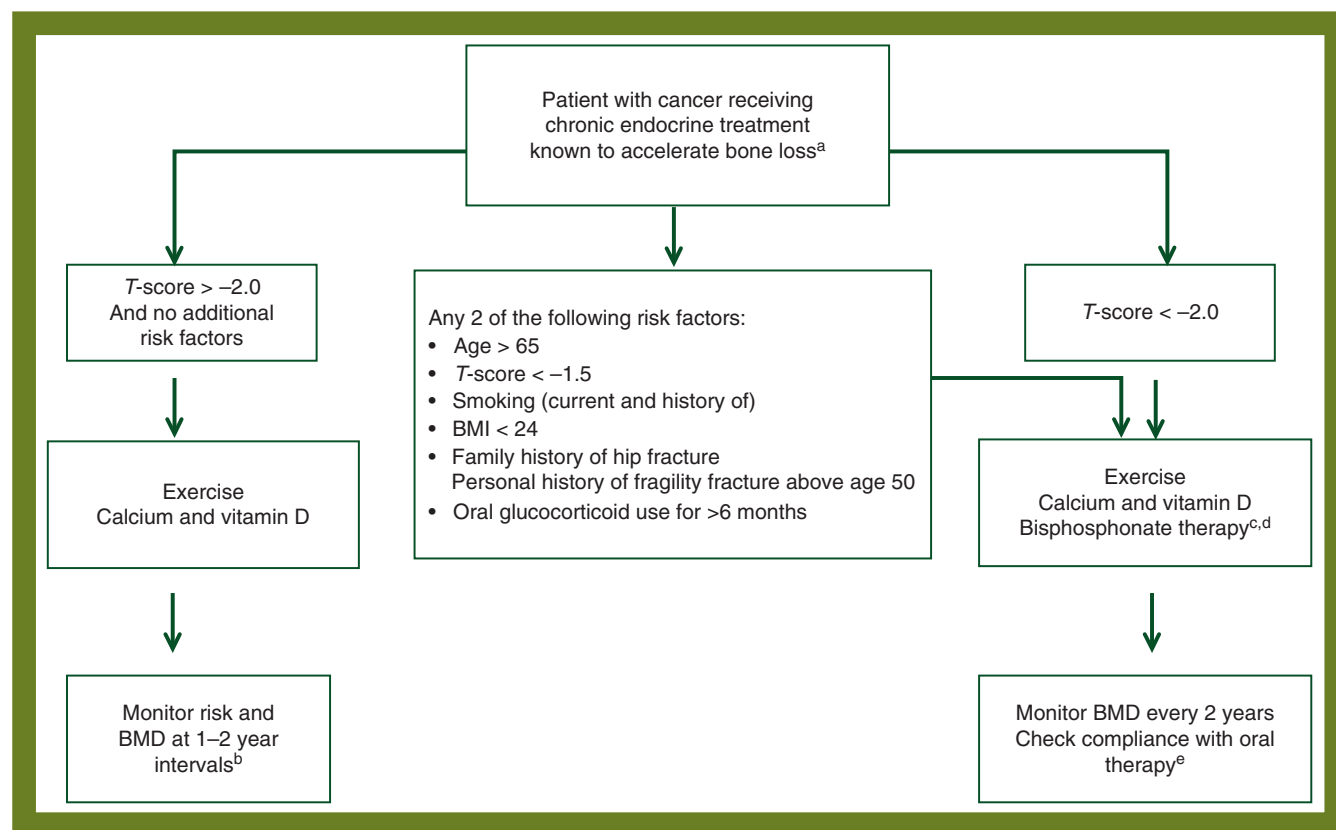 Patient with cancer receiving
chronic endocrine treatment
known to accelerate bone lossᵃ
T-score > –2.0
And no additional
risk factors
Any 2 of the following risk factors:
• Age > 65
• T-score < –1.5
• Smoking (current and history of)
• BMI < 24
• Family history of hip fracture
Personal history of fragility fracture above age 50
• Oral glucocorticoid use for >6 months
T-score < –2.0
Exercise
Calcium and vitamin D
Exercise
Calcium and vitamin D
Bisphosphonate therapyᶜ,ᵈ
Monitor risk and
BMD at 1–2 year
intervalsᵇ
Monitor BMD every 2 years
Check compliance with oral
therapyᵉ